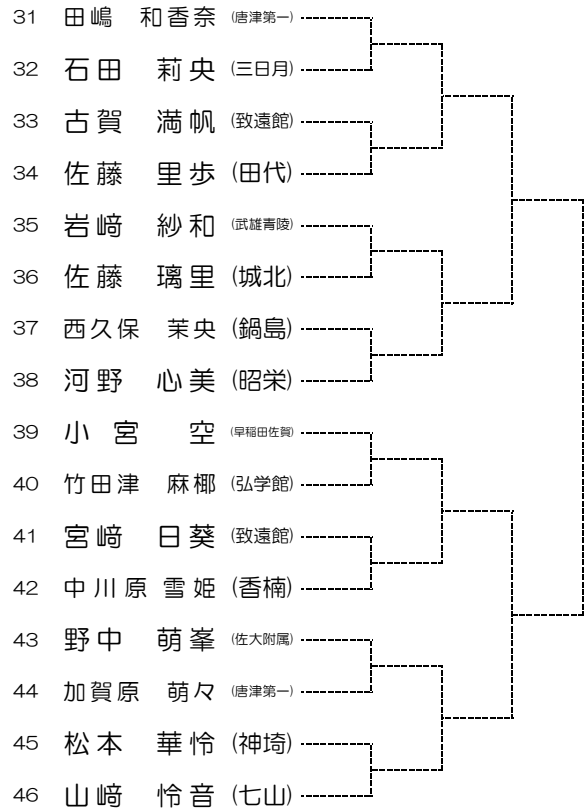 31 田嶋 和香奈 (唐津第一)
32 石田 莉央 (三日月)
33 古賀 満帆 (致遠館)
34 佐藤 里歩 (田代)
35 岩﨑 紗和 (武雄青陵)
36 佐藤 璃里 (城北)
37 西久保 茉央 (鍋島)
38 河野 心美 (昭栄)
39 小宮 空 (早稲田佐賀)
40 竹田津 麻椰 (弘学館)
41 宮﨑 日葵 (致遠館)
42 中川原 雪姫 (香楠)
43 野中 萌峯 (佐大附属)
44 加賀原 萌々 (唐津第一)
45 松本 華怜 (神埼)
46 山﨑 怜音 (七山)